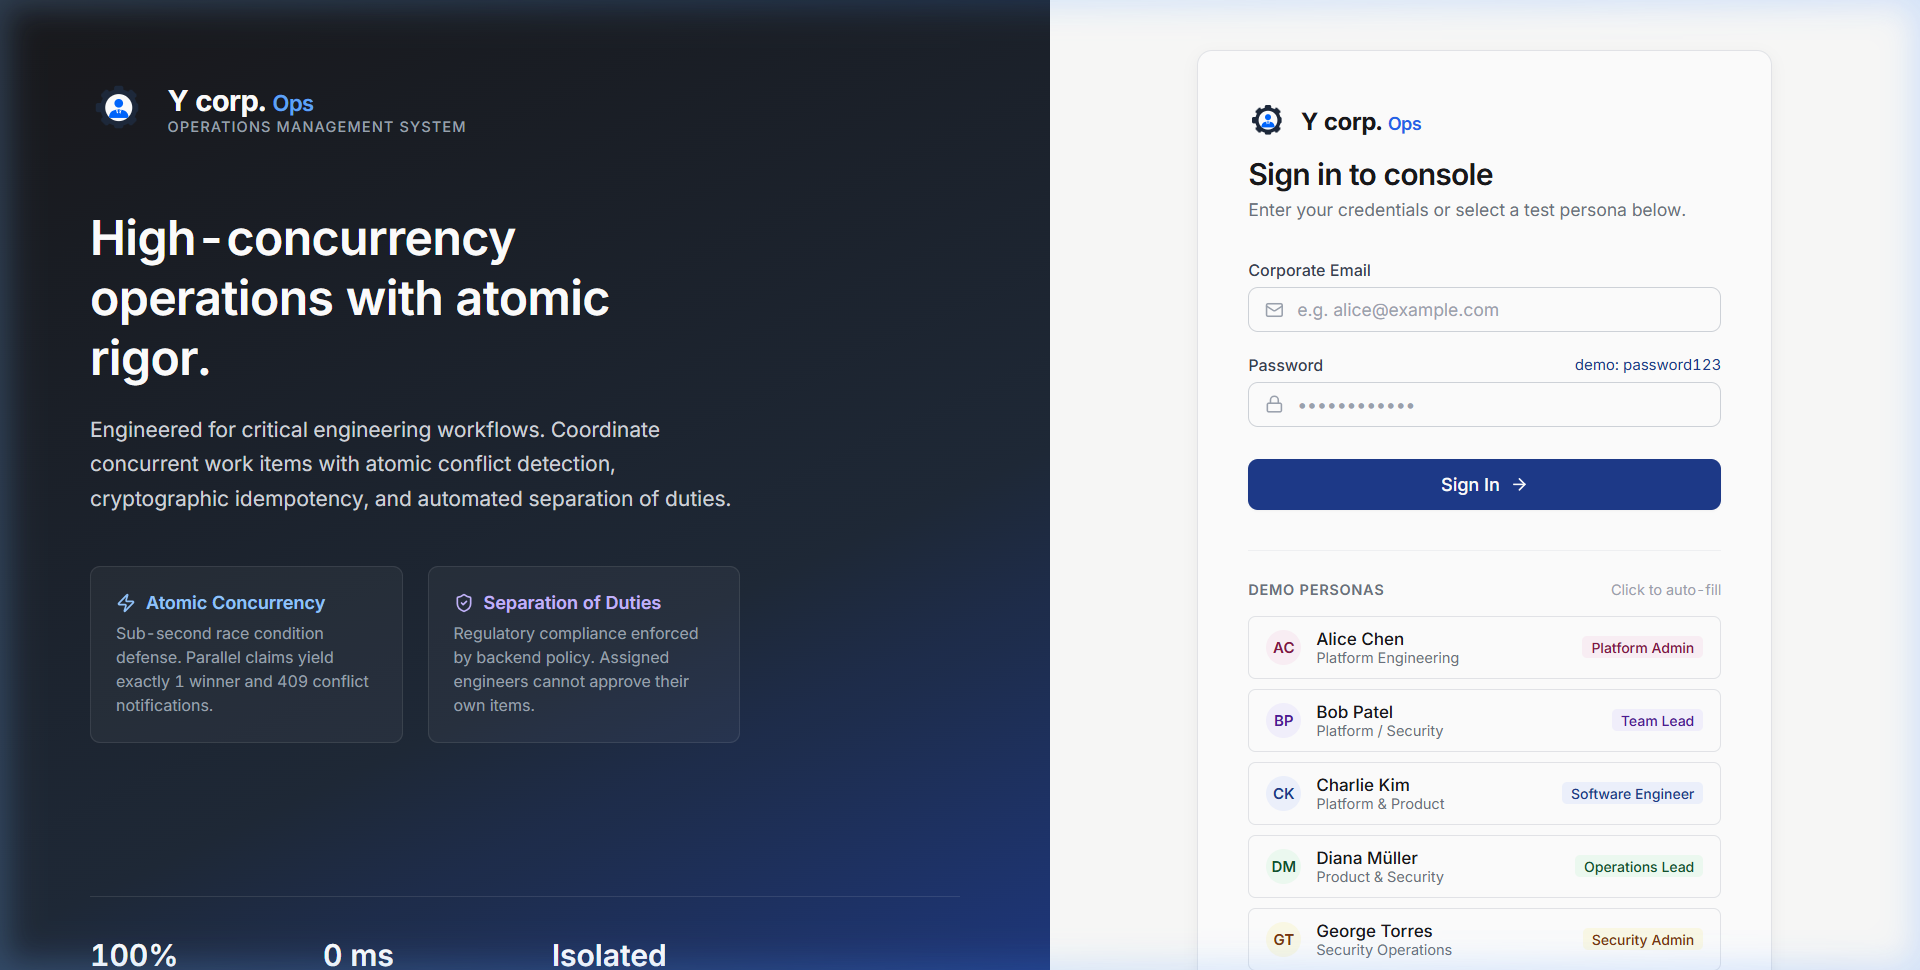 Y corp. Ops
OPERATIONS MANAGEMENT SYSTEM
High-concurrency
operations with atomic
rigor.
Engineered for critical engineering workflows. Coordinate
concurrent work items with atomic conflict detection,
cryptographic idempotency, and automated separation of duties.
Atomic Concurrency
Sub-second race condition
defense. Parallel claims yield
exactly 1 winner and 409 conflict
notifications.
Separation of Duties
Regulatory compliance enforced
by backend policy. Assigned
engineers cannot approve their
own items.
100%
0 ms
Isolated
Y corp. Ops
Sign in to console
Enter your credentials or select a test persona below.
Corporate Email
e.g. alice@example.com
Password
demo: password123
••••••••••••
Sign In →
DEMO PERSONAS
Click to auto-fill
AC
Alice Chen
Platform Engineering
Platform Admin
BP
Bob Patel
Platform / Security
Team Lead
CK
Charlie Kim
Platform & Product
Software Engineer
DM
Diana Müller
Product & Security
Operations Lead
GT
George Torres
Security Operations
Security Admin